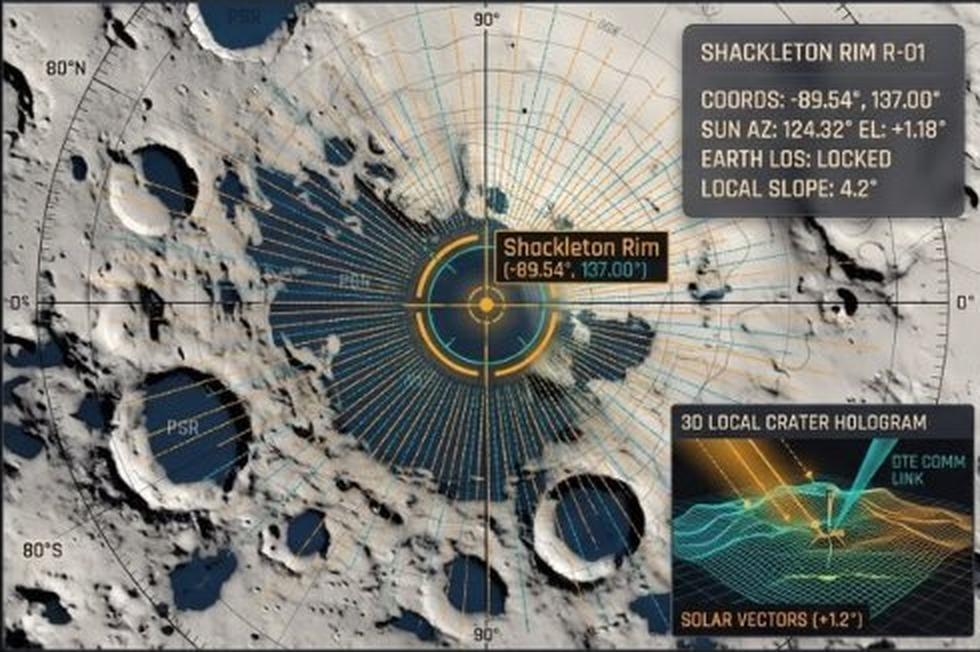 PSR
90°
80°N
SHACKLETON RIM R-01
COORDS: -89.54°, 137.00°
SUN AZ: 124.32° EL: +1.18°
EARTH LOS: LOCKED
LOCAL SLOPE: 4.2°
Shackleton Rim
(-89.54°, 137.00°)
0°
PSR
3D LOCAL CRATER HOLOGRAM
DTE COMM
LINK
80°S
SOLAR VECTORS (+1.2°)
90°